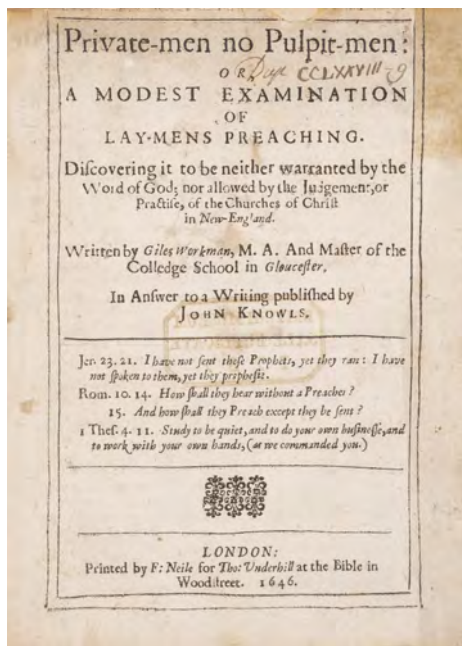 Private-men no Pulpit-men:
OR,
CCLXXVIII-9
A MODEST EXAMINATION
OF
LAY-MENS PREACHING.
Diſcovering it to be neither warranted by the
Word of God; nor allowed by the Iudgement, or
Practiſe, of the Churches of Chriſt
in New-England.
Written by Giles Workman, M. A. And Maſter of the
Colledge School in Gloceſter,
In Anſwer to a Writing publiſhed by
JOHN KNOWLS.
Jer. 23. 21. I have not ſent theſe Prophets, yet they ran: I have
not ſpoken to them, yet they propheſie.
Rom. 10. 14. How ſhall they hear without a Preacher?
15. And how ſhall they Preach except they be ſent?
1 Theſ. 4. 11. Study to be quiet, and to do your own buſineſſe, and
to work with your own hands, (as we commanded you.)
LONDON:
Printed by F: Neile for Tho: Underhill at the Bible in
Woodſtreet. 1646.